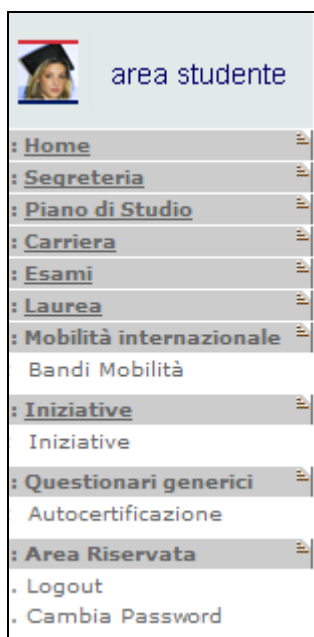 area studente
: Home
: Segreteria
: Piano di Studio
: Carriera
: Esami
: Laurea
: Mobilità internazionale
Bandi Mobilità
: Iniziative
Iniziative
: Questionari generici
Autocertificazione
: Area Riservata
. Logout
. Cambia Password